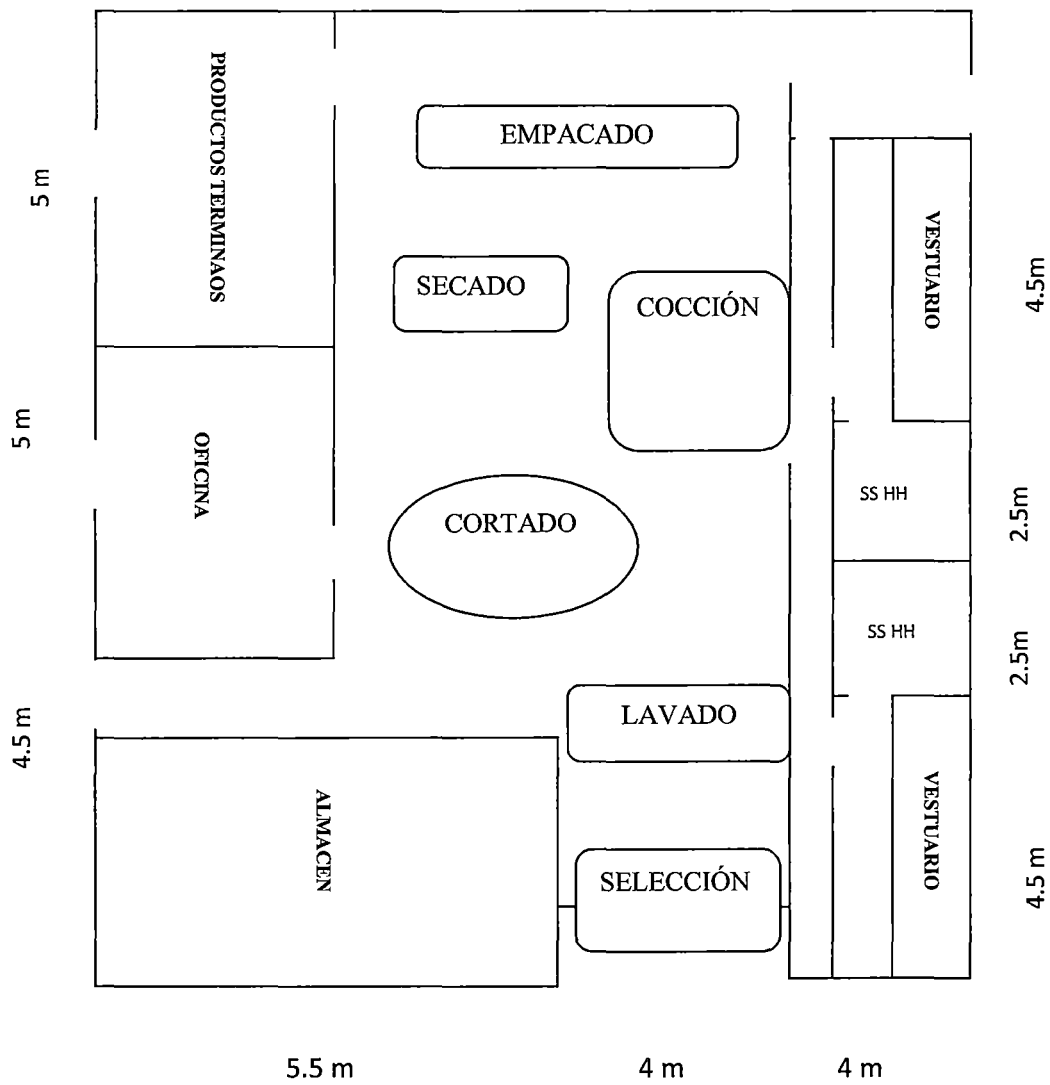 PRODUCTOS TERMINAOS
EMPACADO
VESTUARIO
5 m
SECADO
COCCIÓN
4.5m
5 m
OFICINA
CORTADO
SS HH
2.5m
SS HH
2.5m
4.5 m
LAVADO
ALMACEN
SELECCIÓN
VESTUARIO
4.5 m
5.5 m
4 m
4 m